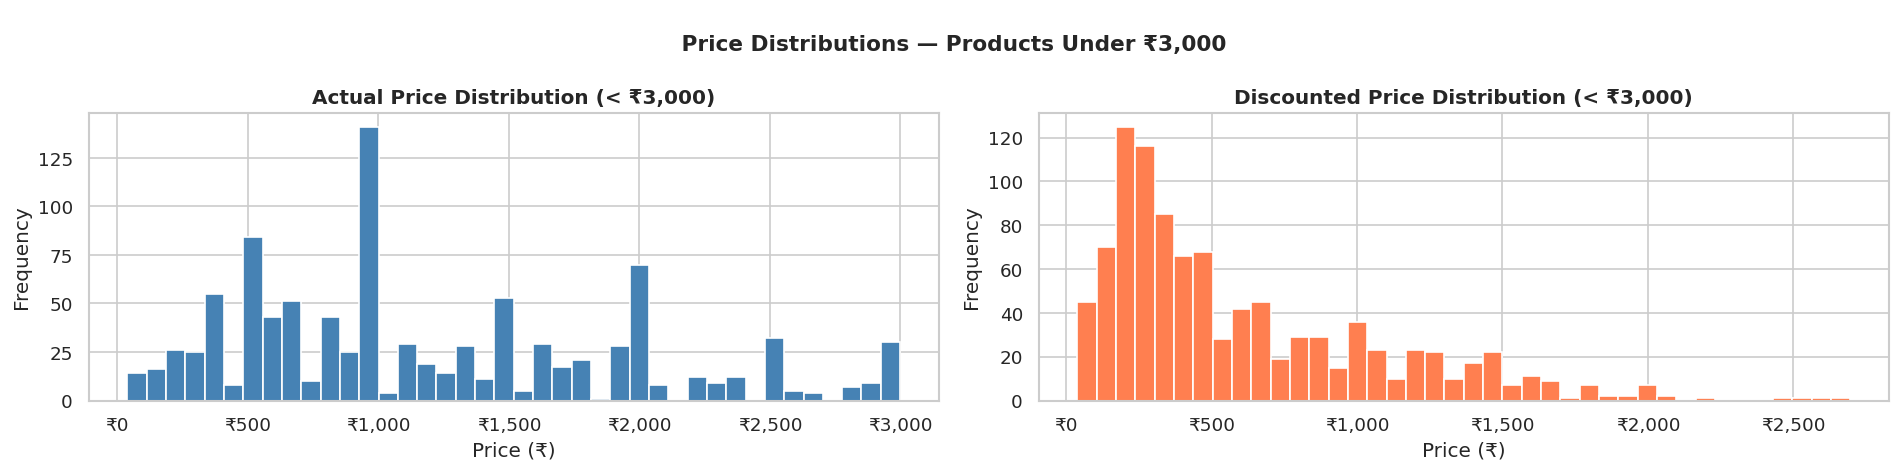 Price Distributions — Products Under ₹3,000
Actual Price Distribution (< ₹3,000)
Frequency
125
100
75
50
25
0
₹0 ₹500 ₹1,000 ₹1,500 ₹2,000 ₹2,500 ₹3,000
Price (₹)
Discounted Price Distribution (< ₹3,000)
Frequency
120
100
80
60
40
20
0
₹0 ₹500 ₹1,000 ₹1,500 ₹2,000 ₹2,500
Price (₹)